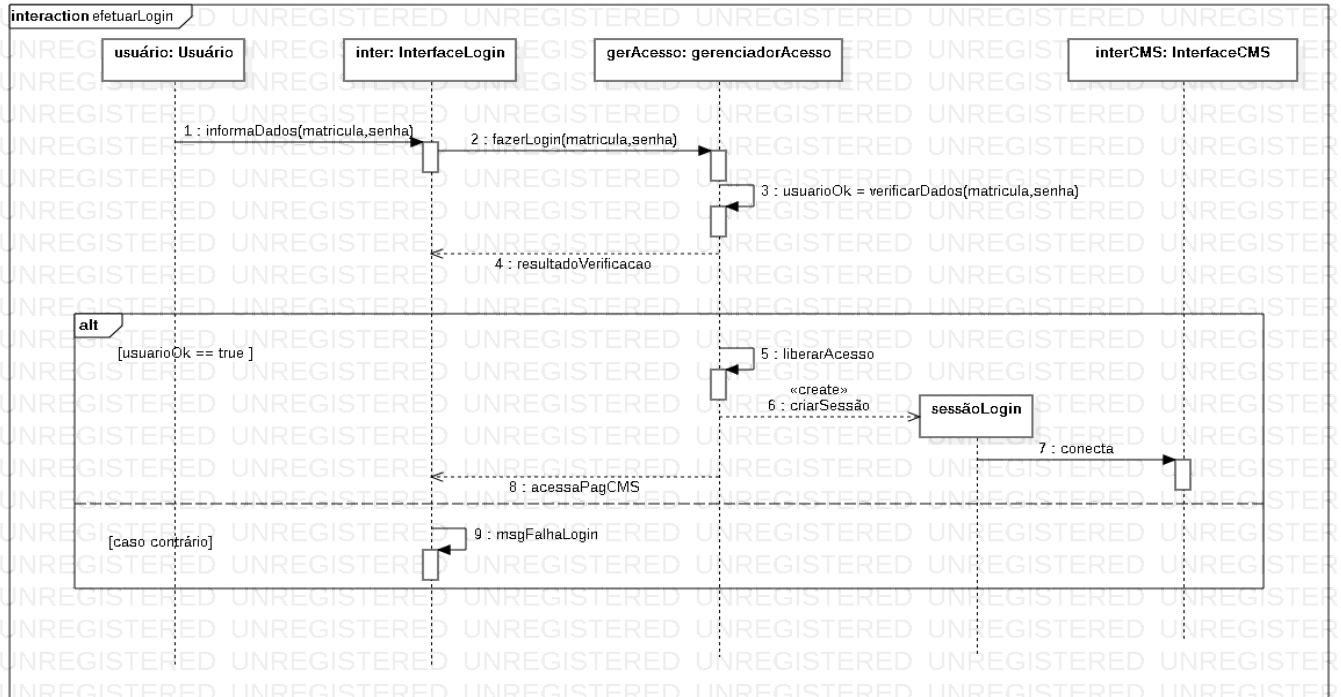 interaction efetuarLogin
usuário: Usuário
inter: InterfaceLogin
gerAcesso: gerenciadorAcesso
interCMS: InterfaceCMS
1 : informaDados(matricula,senha)
2 : fazerLogin(matricula,senha)
3 : usuarioOk = verificarDados(matricula,senha)
4 : resultadoVerificacao
alt
[usuarioOk == true ]
5 : liberarAcesso
«create»
6 : criarSessão
sessãoLogin
7 : conecta
8 : acessaPagCMS
9 : msgFalhaLogin
[caso contrário]
UNREGISTERED